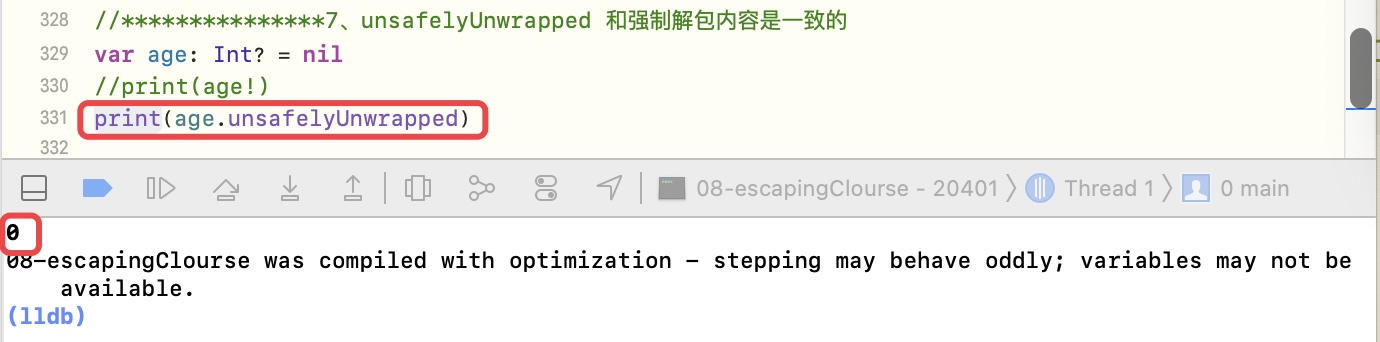 328 //***************7、unsafelyUnwrapped 和强制解包内容是一致的
329 var age: Int? = nil
330 //print(age!)
331 print(age.unsafelyUnwrapped)
332
08-escapingClourse - 20401 〉 Thread 1 〉 0 main
0
08-escapingClourse was compiled with optimization - stepping may behave oddly; variables may not be
available.
(lldb)